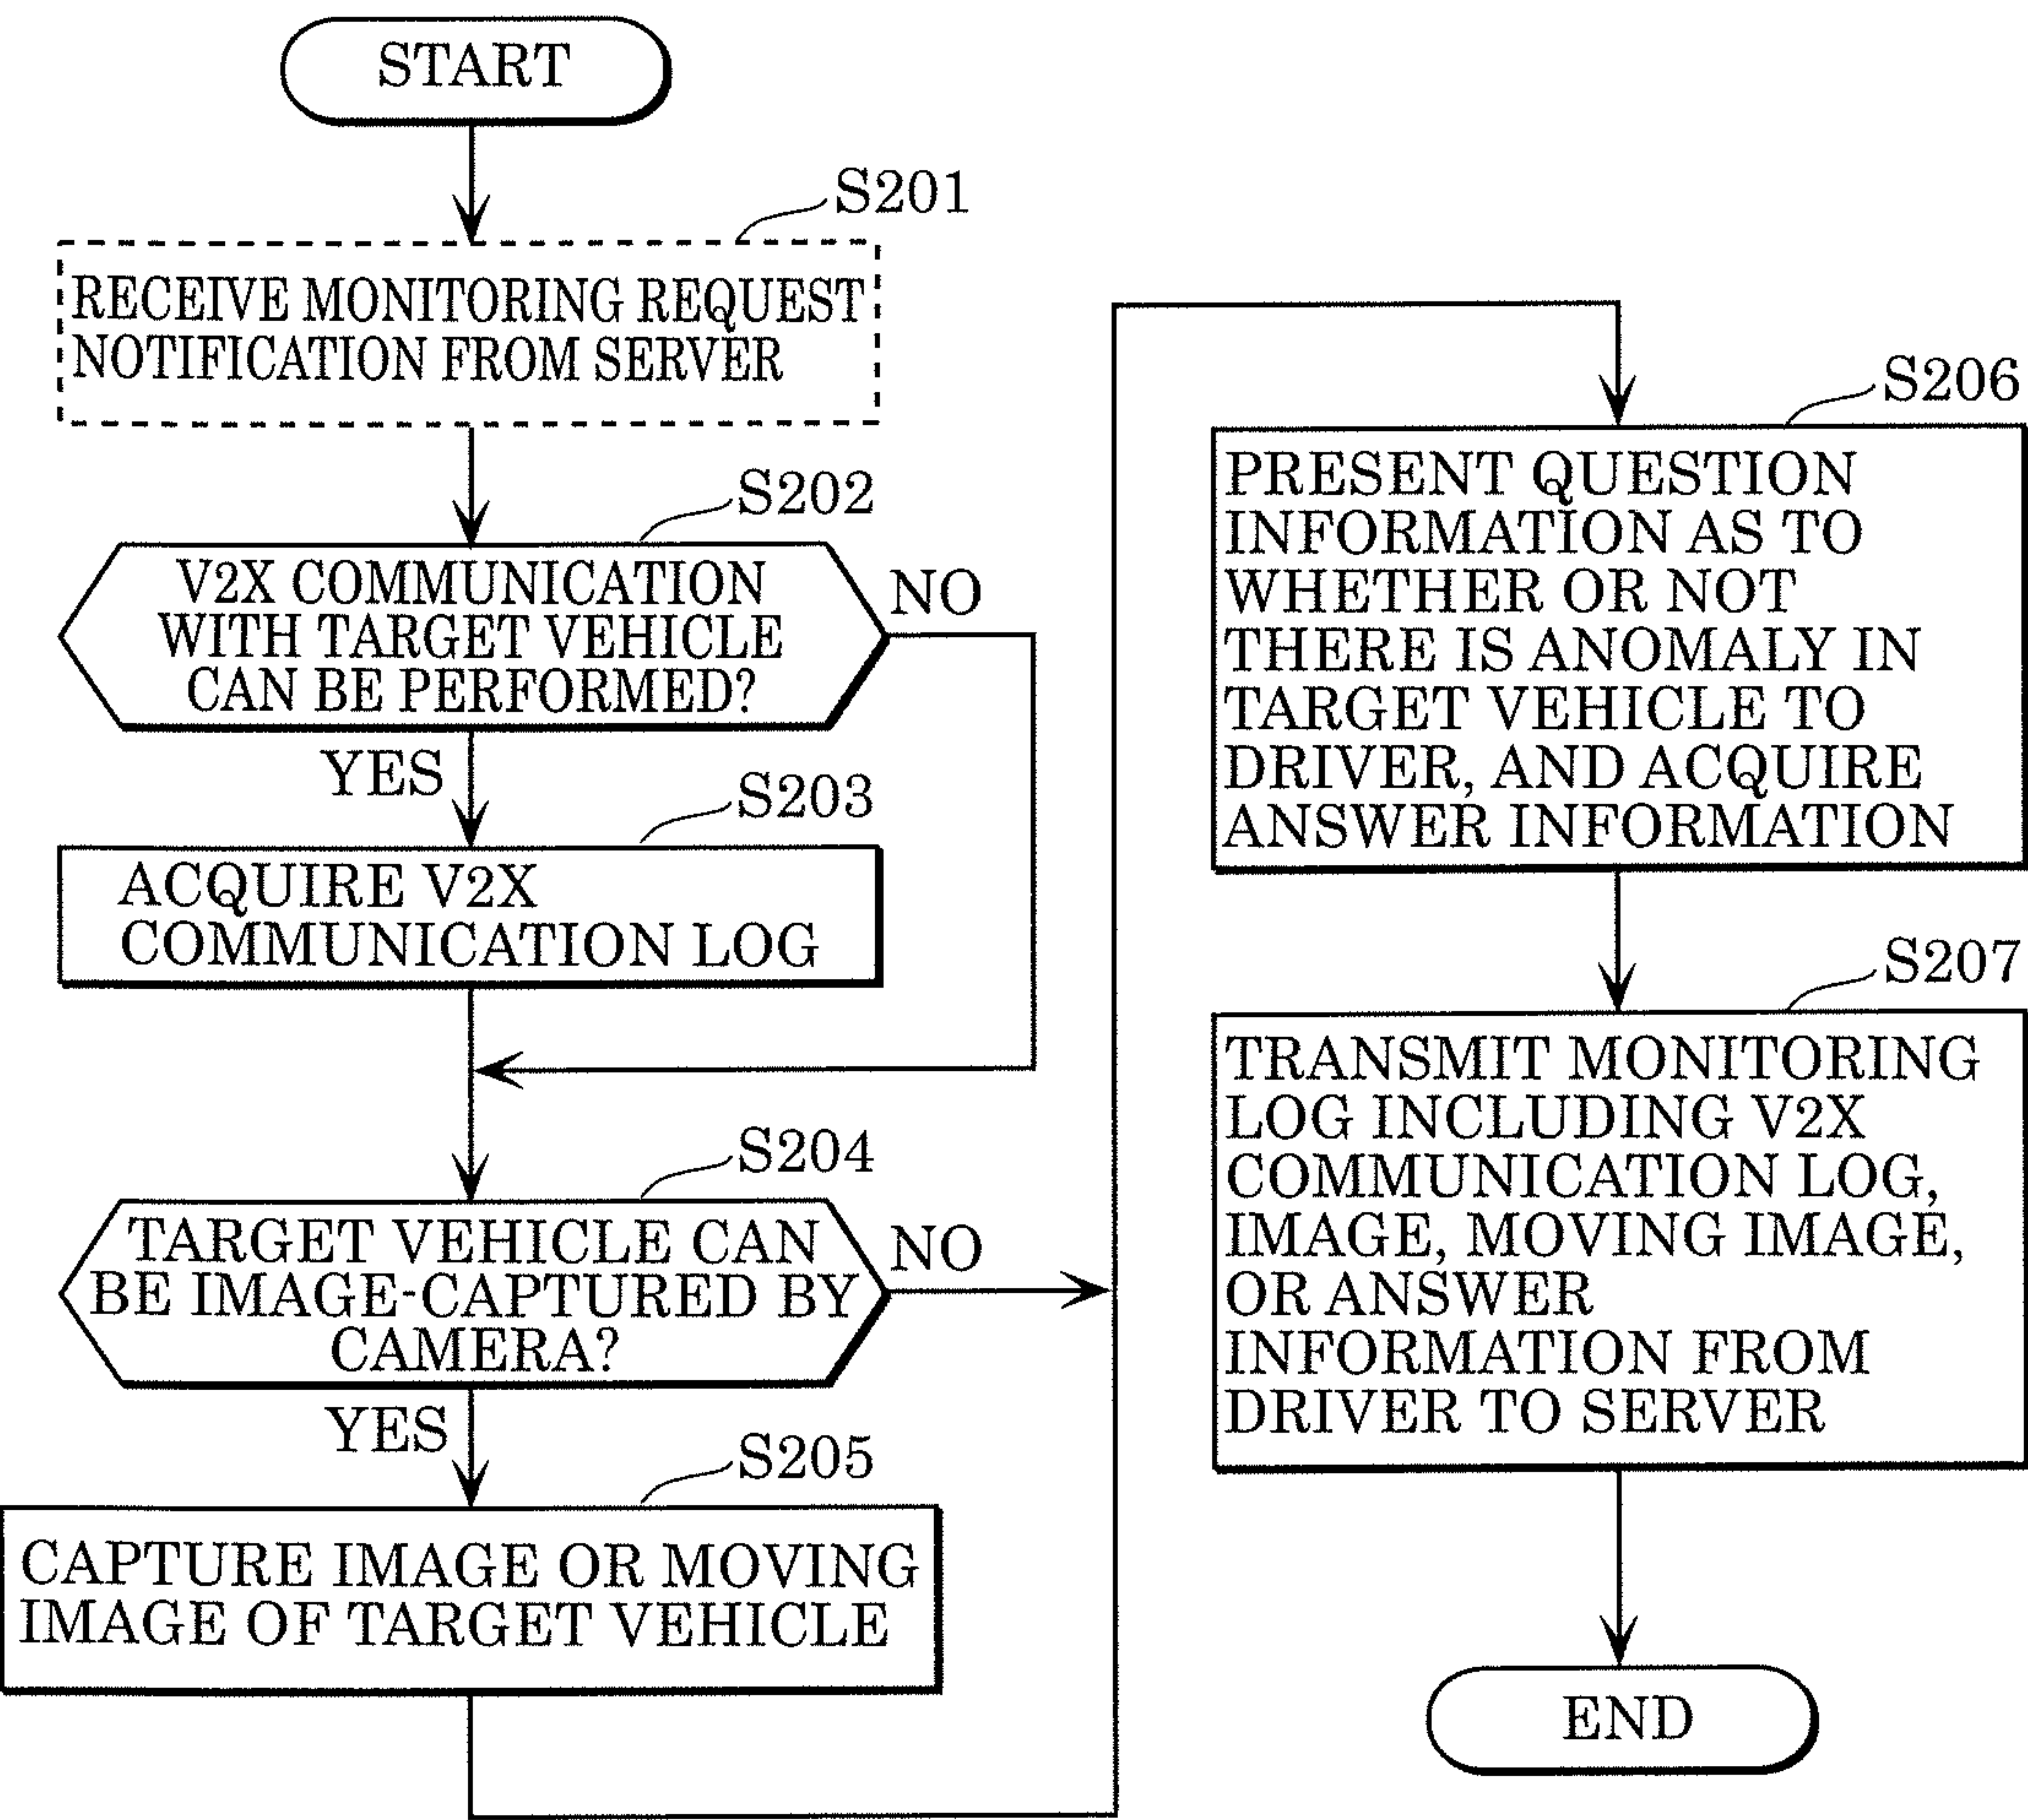 START
S201
RECEIVE MONITORING REQUEST
NOTIFICATION FROM SERVER
S202
V2X COMMUNICATION
WITH TARGET VEHICLE
CAN BE PERFORMED?
NO
YES
S203
ACQUIRE V2X
COMMUNICATION LOG
S204
TARGET VEHICLE CAN
BE IMAGE-CAPTURED BY
CAMERA?
NO
YES
S205
CAPTURE IMAGE OR MOVING
IMAGE OF TARGET VEHICLE
S206
PRESENT QUESTION
INFORMATION AS TO
WHETHER OR NOT
THERE IS ANOMALY IN
TARGET VEHICLE TO
DRIVER, AND ACQUIRE
ANSWER INFORMATION
S207
TRANSMIT MONITORING
LOG INCLUDING V2X
COMMUNICATION LOG,
IMAGE, MOVING IMAGE,
OR ANSWER
INFORMATION FROM
DRIVER TO SERVER
END